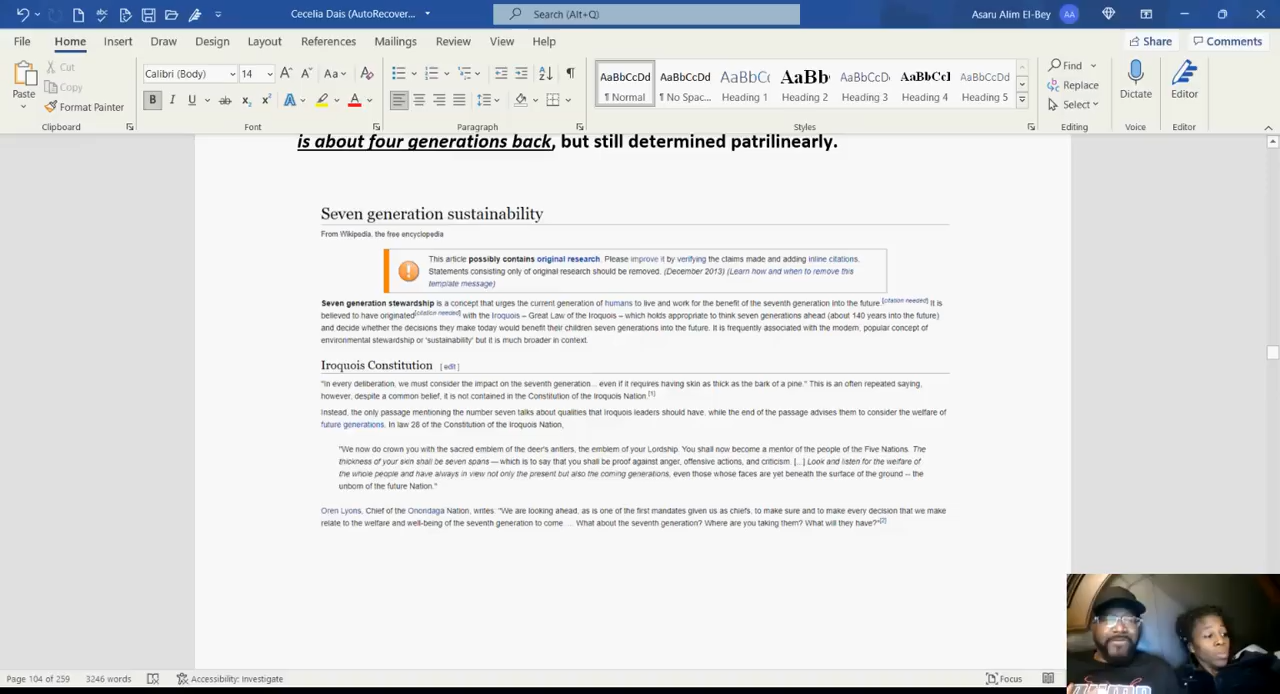 Cecelia Dais (AutoRecover...
Search (Alt+Q)
Asaru Alim El-Bey
AA
File
Home
Insert
Draw
Design
Layout
References
Mailings
Review
View
Help
Share
Comments
Paste
Cut
Copy
Format Painter
Clipboard
Calibri (Body)
14
Font
Paragraph
AaBbCcDd
¶ Normal
AaBbCcDd
¶ No Spac...
AaBbCc
Heading 1
AaBb
Heading 2
AaBbCcDd
Heading 3
AaBbCcI
Heading 4
AaBbCcDd
Heading 5
Styles
Find
Replace
Select
Editing
Dictate
Voice
Editor
Editor
is about four generations back, but still determined patrilinearly.
Seven generation sustainability
From Wikipedia, the free encyclopedia
This article possibly contains original research. Please improve it by verifying the claims made and adding inline citations.
Statements consisting only of original research should be removed. (December 2013) (Learn how and when to remove this
template message)
Seven generation stewardship is a concept that urges the current generation of humans to live and work for the benefit of the seventh generation into the future.[citation needed] It is
believed to have originated[citation needed] with the Iroquois – Great Law of the Iroquois – which holds appropriate to think seven generations ahead (about 140 years into the future)
and decide whether the decisions they make today would benefit their children seven generations into the future. It is frequently associated with the modern, popular concept of
environmental stewardship or 'sustainability' but it is much broader in context.
Iroquois Constitution [ edit ]
"In every deliberation, we must consider the impact on the seventh generation... even if it requires having skin as thick as the bark of a pine." This is an often repeated saying,
however, despite a common belief, it is not contained in the Constitution of the Iroquois Nation.[1]
Instead, the only passage mentioning the number seven talks about qualities that Iroquois leaders should have, while the end of the passage advises them to consider the welfare of
future generations. In law 28 of the Constitution of the Iroquois Nation,
"We now do crown you with the sacred emblem of the deer's antlers, the emblem of your Lordship. You shall now become a mentor of the people of the Five Nations. The
thickness of your skin shall be seven spans — which is to say that you shall be proof against anger, offensive actions, and criticism. [...] Look and listen for the welfare of
the whole people and have always in view not only the present but also the coming generations, even those whose faces are yet beneath the surface of the ground – the
unborn of the future Nation."
Oren Lyons, Chief of the Onondaga Nation, writes: "We are looking ahead, as is one of the first mandates given us as chiefs, to make sure and to make every decision that we make
relate to the welfare and well-being of the seventh generation to come ... What about the seventh generation? Where are you taking them? What will they have?"[2]
Page 104 of 259
3246 words
Accessibility: Investigate
Focus